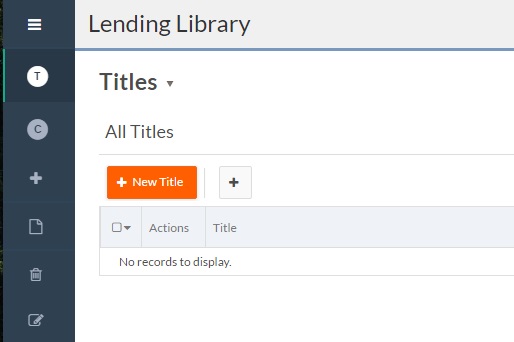 Lending Library
T
Titles
C
All Titles
New Title
Actions Title
No records to display.